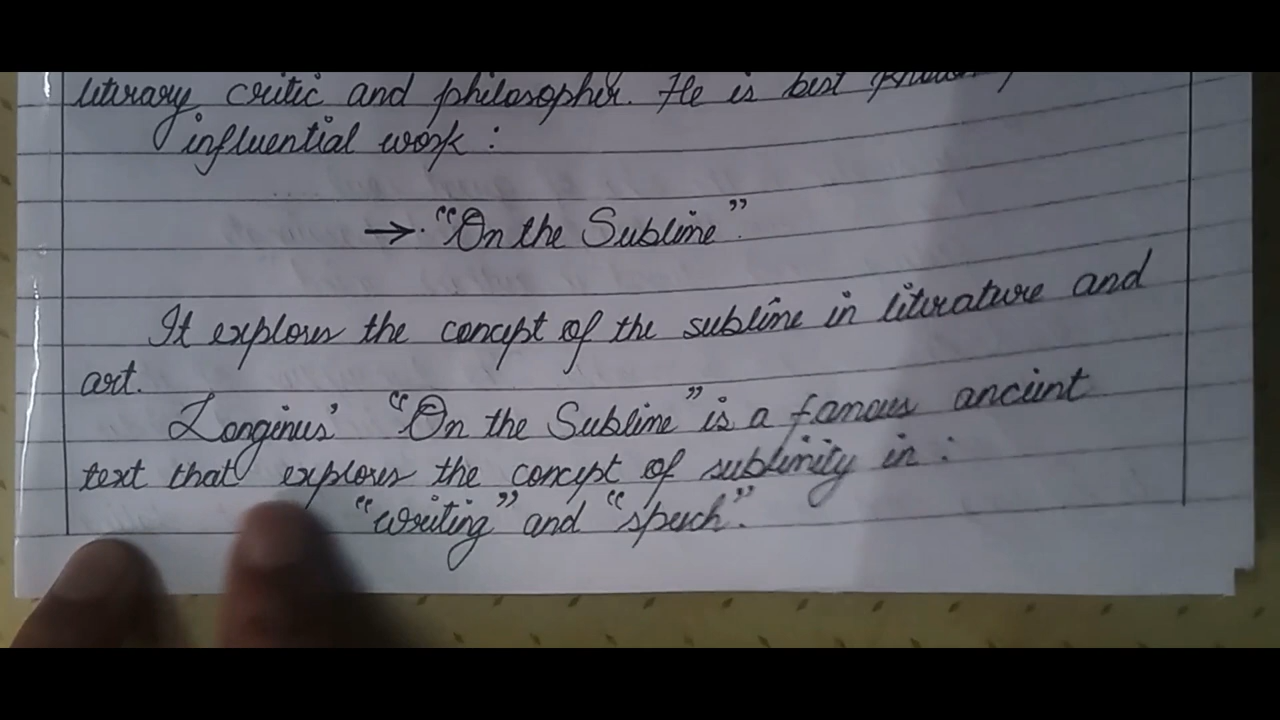 literary critic and philosopher. He is best known
influential work :
→ "On the Sublime".
It explores the concept of the sublime in literature and
art.
Longinus' "On the Sublime" is a famous ancient
text that explores the concept of sublimity in :
"writing" and "speech".